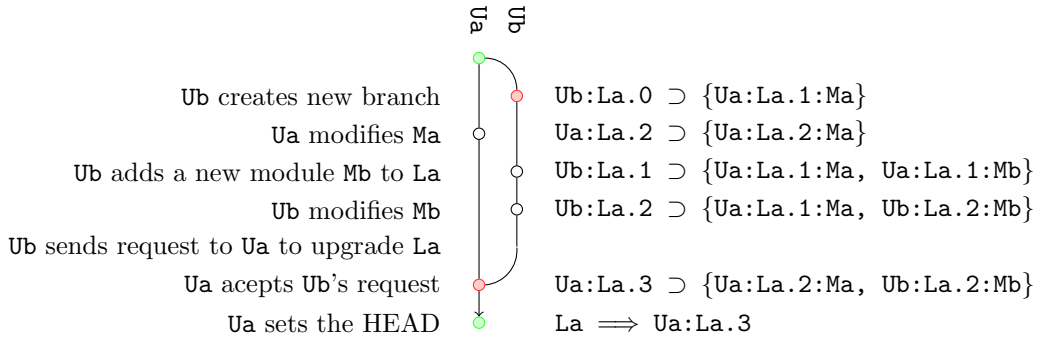 Ua Ub
Ub creates new branch Ub:La.0 ⊃ {Ua:La.1:Ma}
Ua modifies Ma Ua:La.2 ⊃ {Ua:La.2:Ma}
Ub adds a new module Mb to La Ub:La.1 ⊃ {Ua:La.1:Ma, Ua:La.1:Mb}
Ub modifies Mb Ub:La.2 ⊃ {Ua:La.1:Ma, Ub:La.2:Mb}
Ub sends request to Ua to upgrade La
Ua acepts Ub's request Ua:La.3 ⊃ {Ua:La.2:Ma, Ub:La.2:Mb}
Ua sets the HEAD La ⟹ Ua:La.3